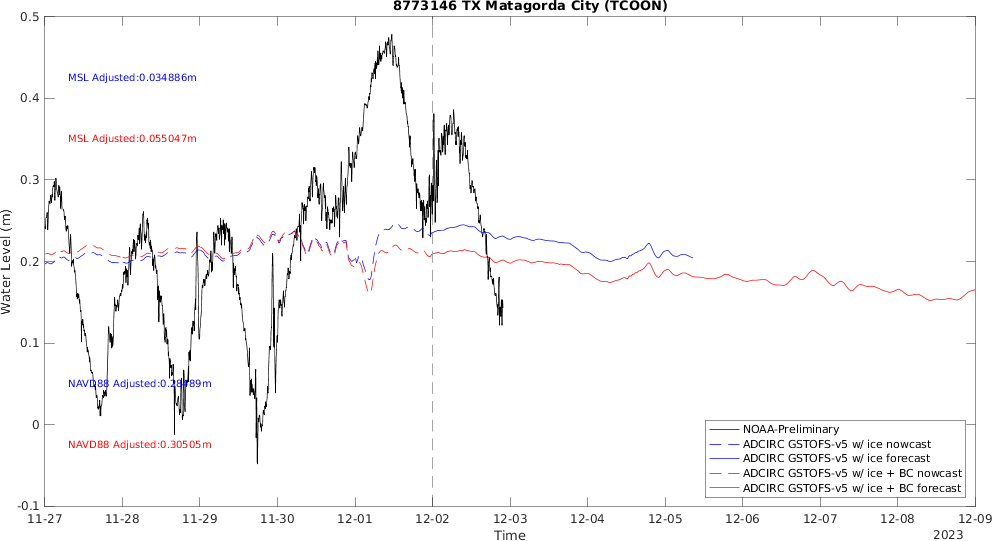 8773146 TX Matagorda City (TCOON)
0.5
0.4
0.3
0.2
0.1
0
-0.1
Water Level (m)
MSL Adjusted:0.034886m
MSL Adjusted:0.055047m
NAVD88 Adjusted:0.28489m
NAVD88 Adjusted:0.30505m
NOAA-Preliminary
ADCIRC GSTOFS-v5 w/ ice nowcast
ADCIRC GSTOFS-v5 w/ ice forecast
ADCIRC GSTOFS-v5 w/ ice + BC nowcast
ADCIRC GSTOFS-v5 w/ ice + BC forecast
11-27 11-28 11-29 11-30 12-01 12-02 12-03 12-04 12-05 12-06 12-07 12-08 12-09
Time
2023